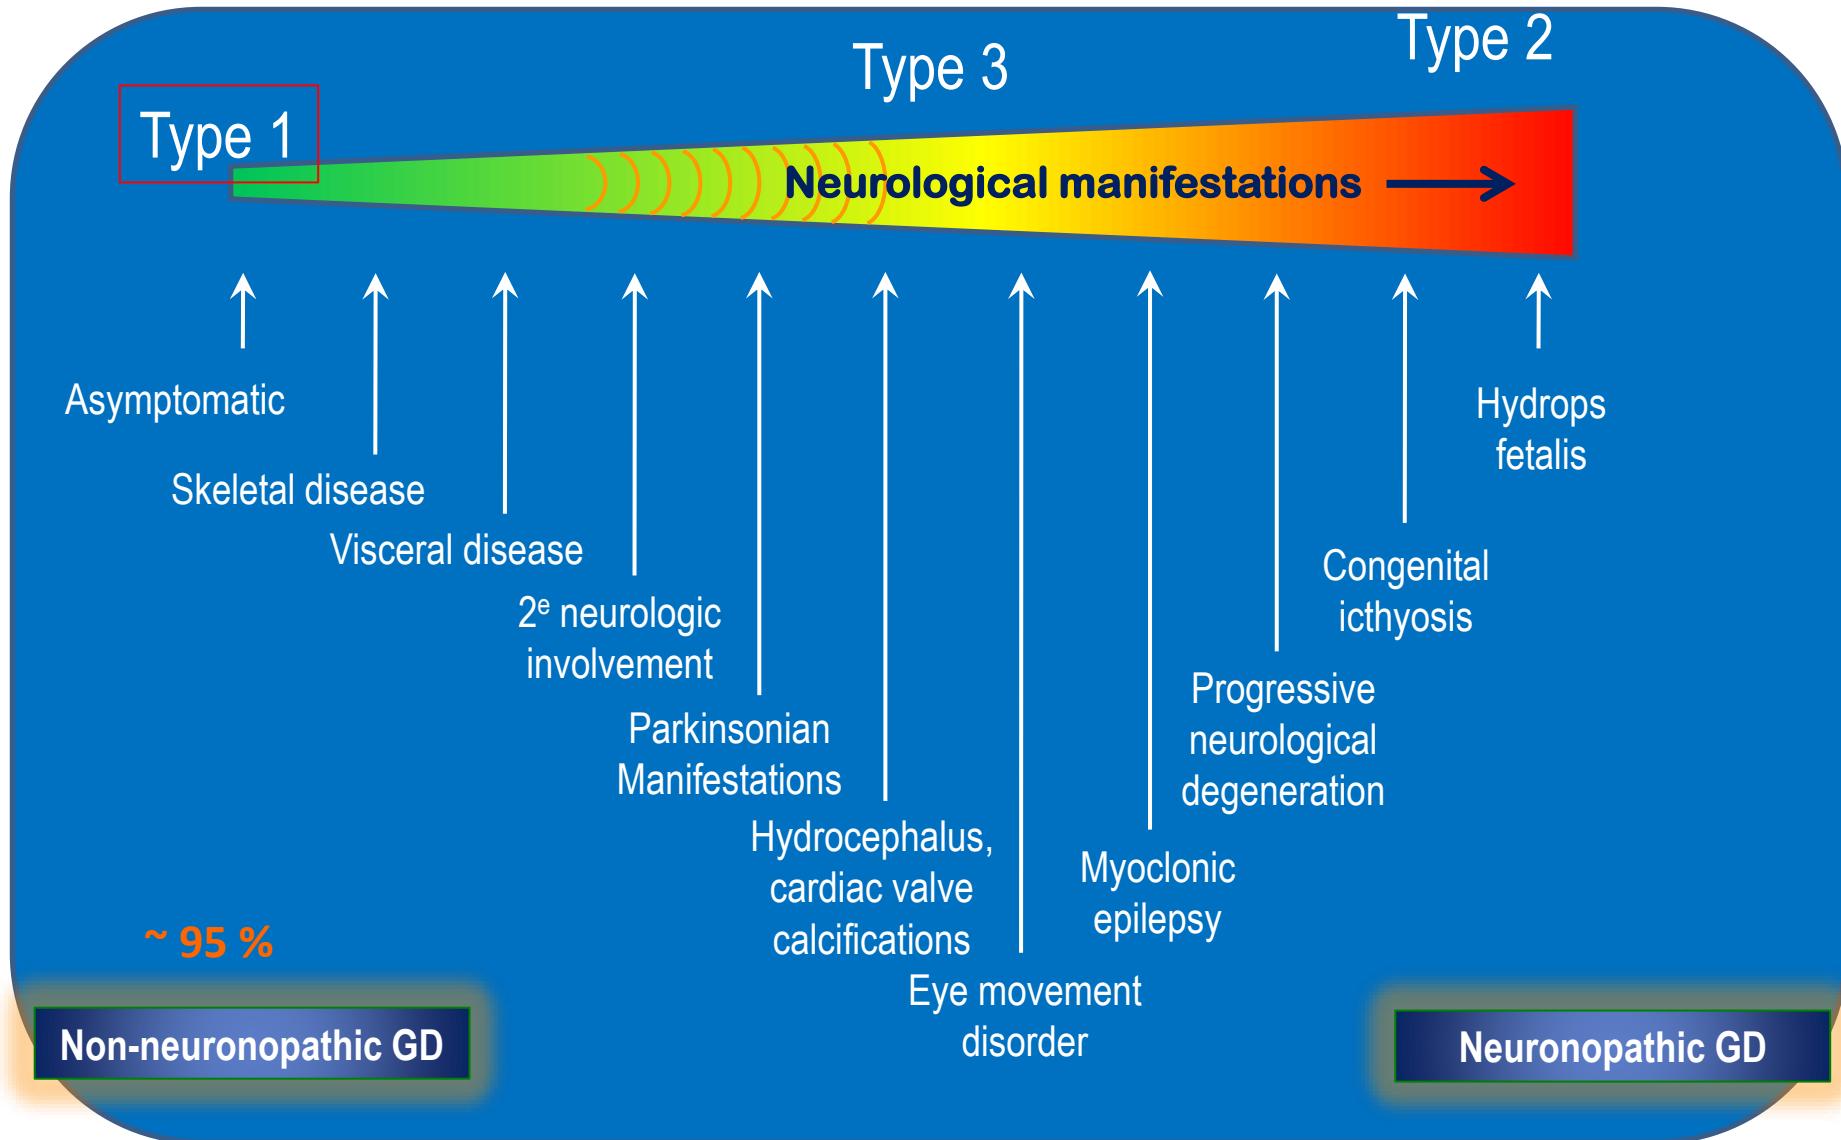 Type 1
Type 3
Type 2
Neurological manifestations
Asymptomatic
Skeletal disease
Visceral disease
2ᵉ neurologic
involvement
Parkinsonian
Manifestations
Hydrocephalus,
cardiac valve
calcifications
Eye movement
disorder
Myoclonic
epilepsy
Progressive
neurological
degeneration
Congenital
icthyosis
Hydrops
fetalis
~ 95 %
Non-neuronopathic GD
Neuronopathic GD